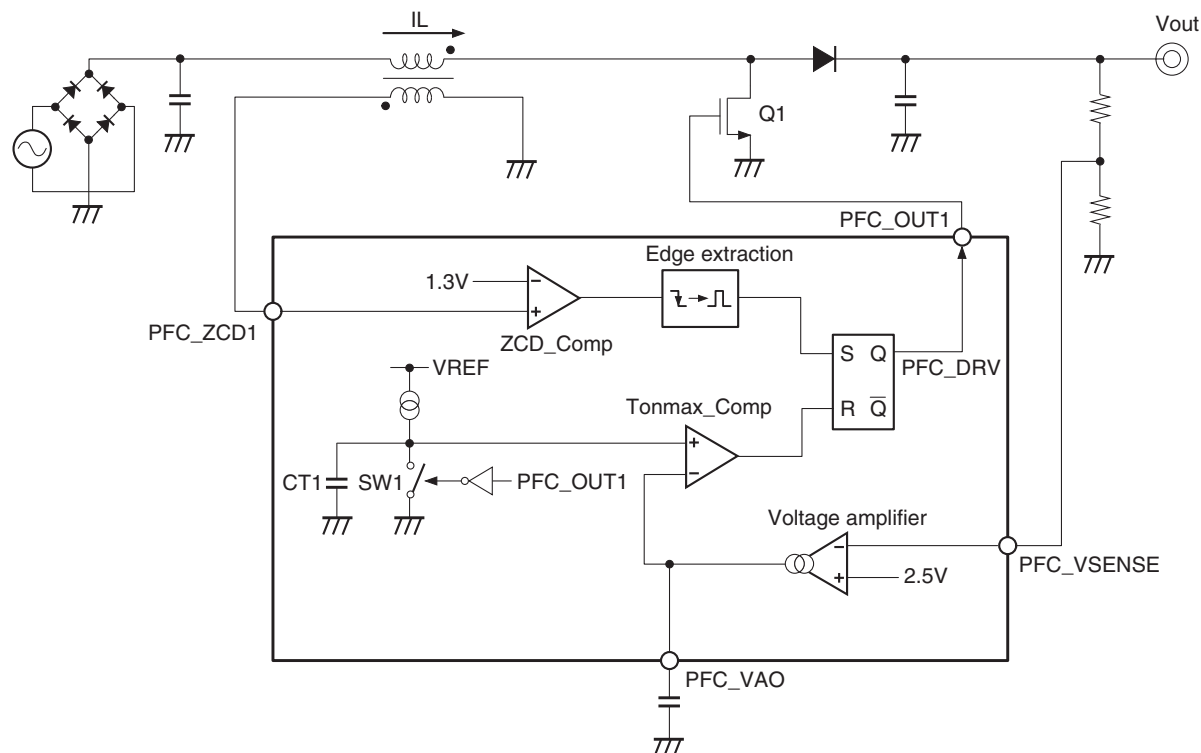 IL
Vout
Q1
PFC_OUT1
Edge extraction
1.3V
−
+
PFC_ZCD1
ZCD_Comp
S Q
PFC_DRV
VREF
Tonmax_Comp
R Q̅
+
−
CT1
SW1
PFC_OUT1
Voltage amplifier
−
PFC_VSENSE
+
2.5V
PFC_VAO